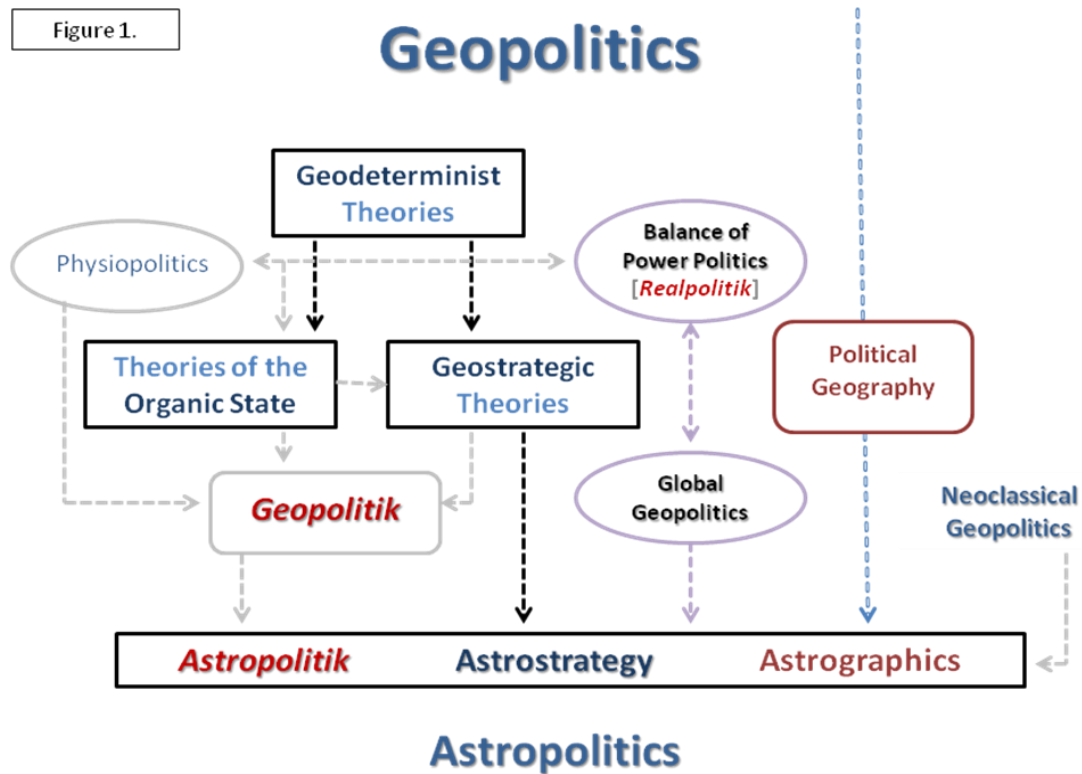 Figure 1.
Geopolitics
Geodeterminist
Theories
Physiopolitics
Balance of
Power Politics
[Realpolitik]
Theories of the
Organic State
Geostrategic
Theories
Political
Geography
Geopolitik
Global
Geopolitics
Neoclassical
Geopolitics
Astropolitik
Astrostrategy
Astrographics
Astropolitics